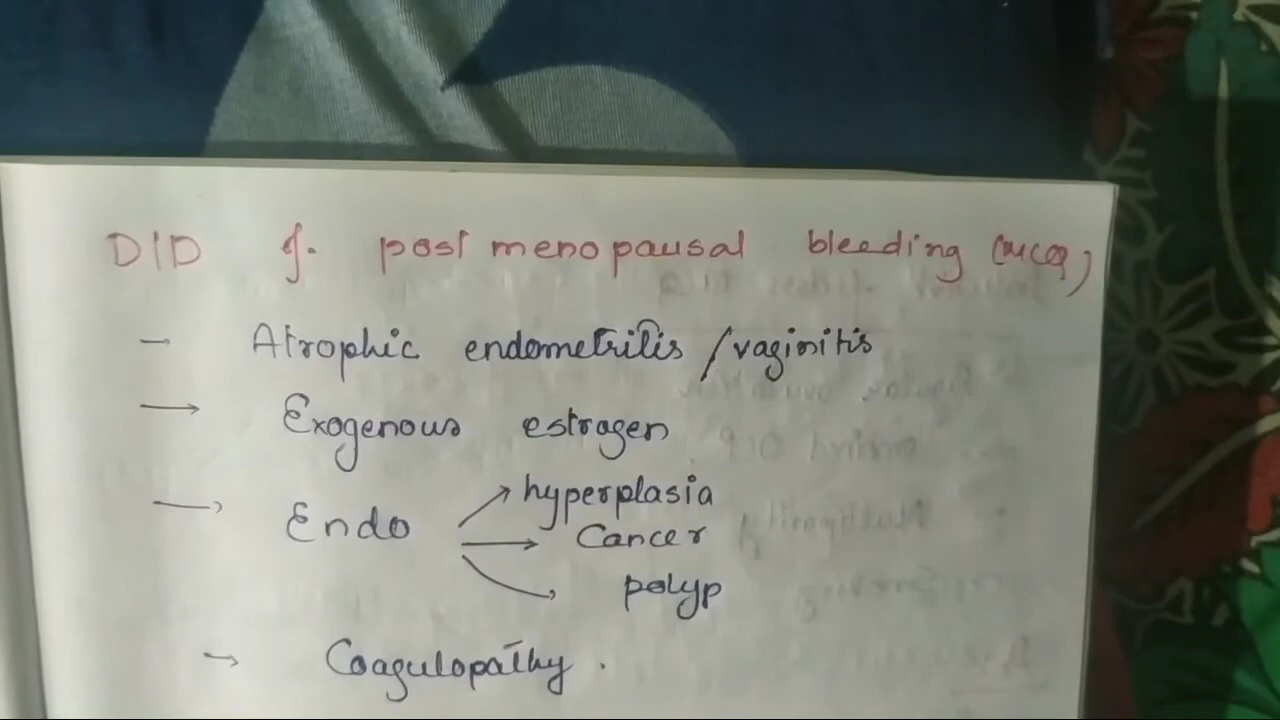 D/D of. post menopausal bleeding (MCQ)
- Atrophic endometritis / vaginitis
→ Exogenous estrogen
→ Endo → hyperplasia
→ Cancer
→ polyp
→ Coagulopathy.